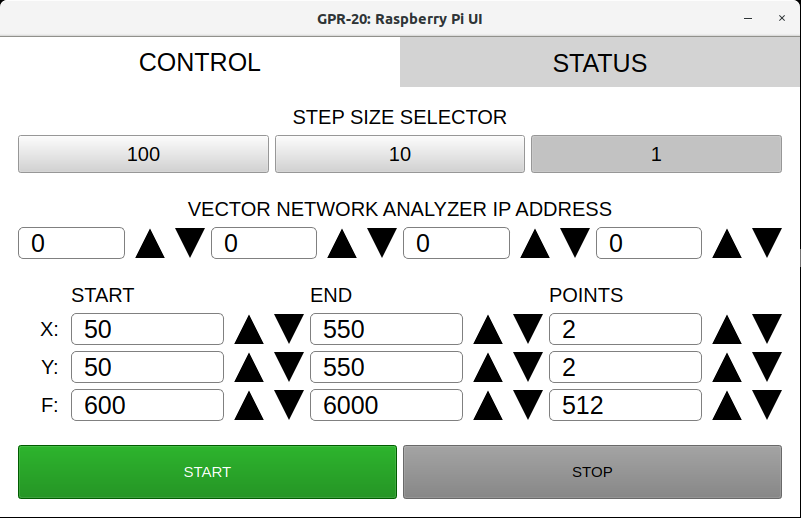 GPR-20: Raspberry Pi UI
CONTROL STATUS
STEP SIZE SELECTOR
100 10 1
VECTOR NETWORK ANALYZER IP ADDRESS
0 0 0 0
START END POINTS
X: 50 550 2
Y: 50 550 2
F: 600 6000 512
START STOP